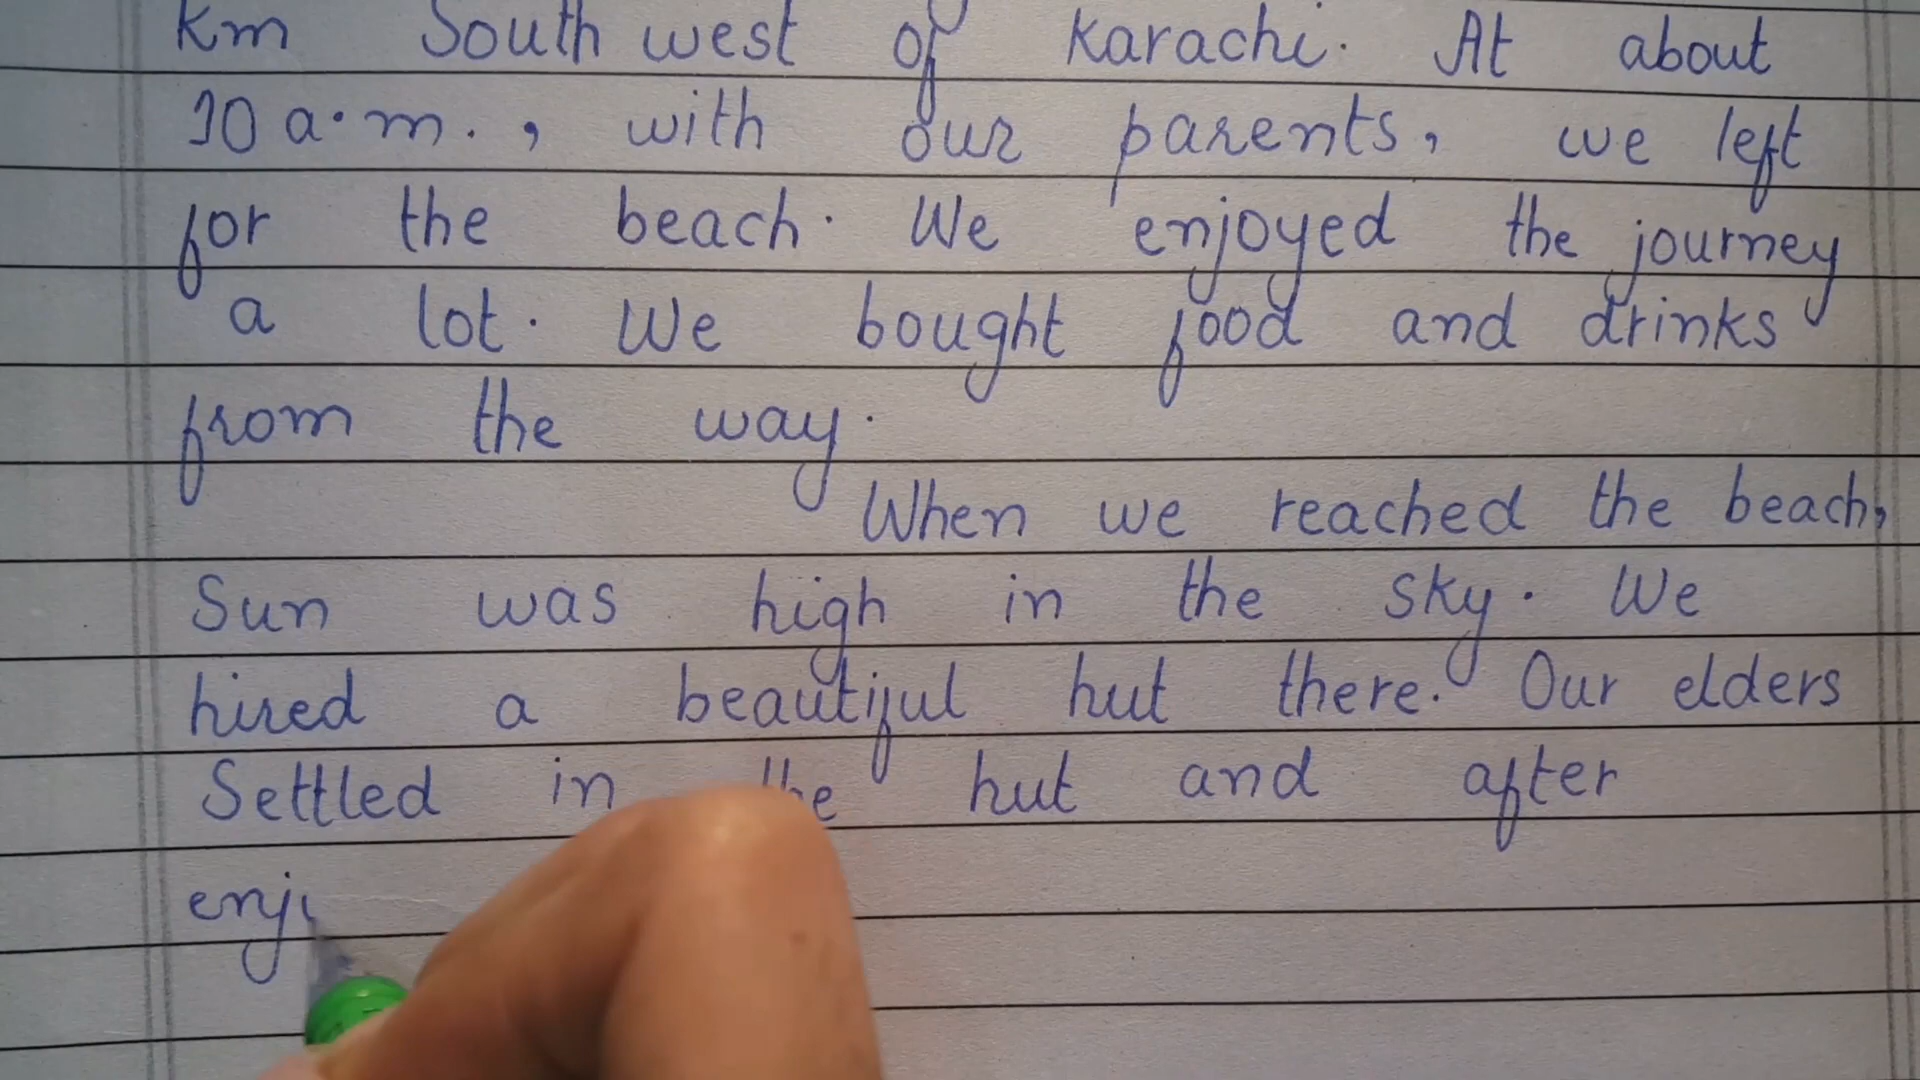 Km South west of Karachi. At about
10 a.m., with our parents, we left
for the beach. We enjoyed the journey
a lot. We bought food and drinks
from the way.
When we reached the beach,
Sun was high in the sky. We
hired a beautiful hut there. Our elders
Settled in the hut and after